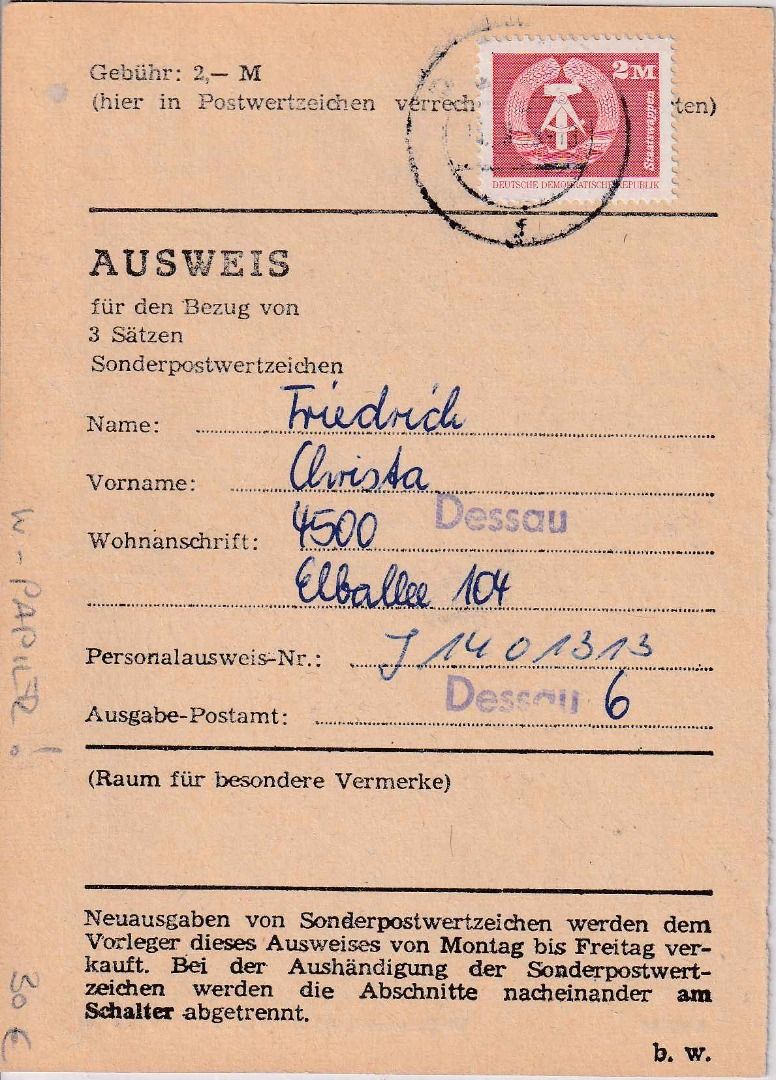 Gebühr: 2,– M
(hier in Postwertzeichen verrech ten)
2 M
Staatswappen
DEUTSCHE DEMOKRATISCHE REPUBLIK
f
AUSWEIS
für den Bezug von
3 Sätzen
Sonderpostwertzeichen
Name: Friedrich
Vorname: Christa
Wohnanschrift: 4500 Dessau
Elballee 104
Personalausweis-Nr.: J 1401313
Ausgabe-Postamt: Dessau 6
(Raum für besondere Vermerke)
Neuausgaben von Sonderpostwertzeichen werden dem
Vorleger dieses Ausweises von Montag bis Freitag ver-
kauft. Bei der Aushändigung der Sonderpostwert-
zeichen werden die Abschnitte nacheinander am
Schalter abgetrennt.
b. w.
W-PAPIER!
30 €